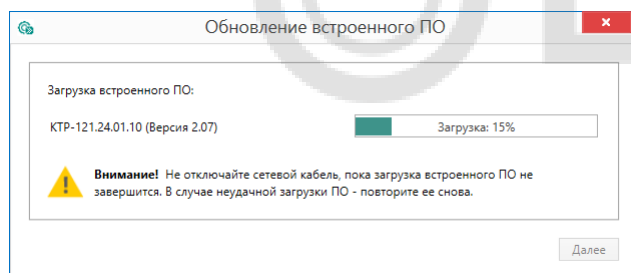 Обновление встроенного ПО
Загрузка встроенного ПО:
КТР-121.24.01.10 (Версия 2.07)
Загрузка: 15%
Внимание! Не отключайте сетевой кабель, пока загрузка встроенного ПО не
завершится. В случае неудачной загрузки ПО - повторите ее снова.
Далее